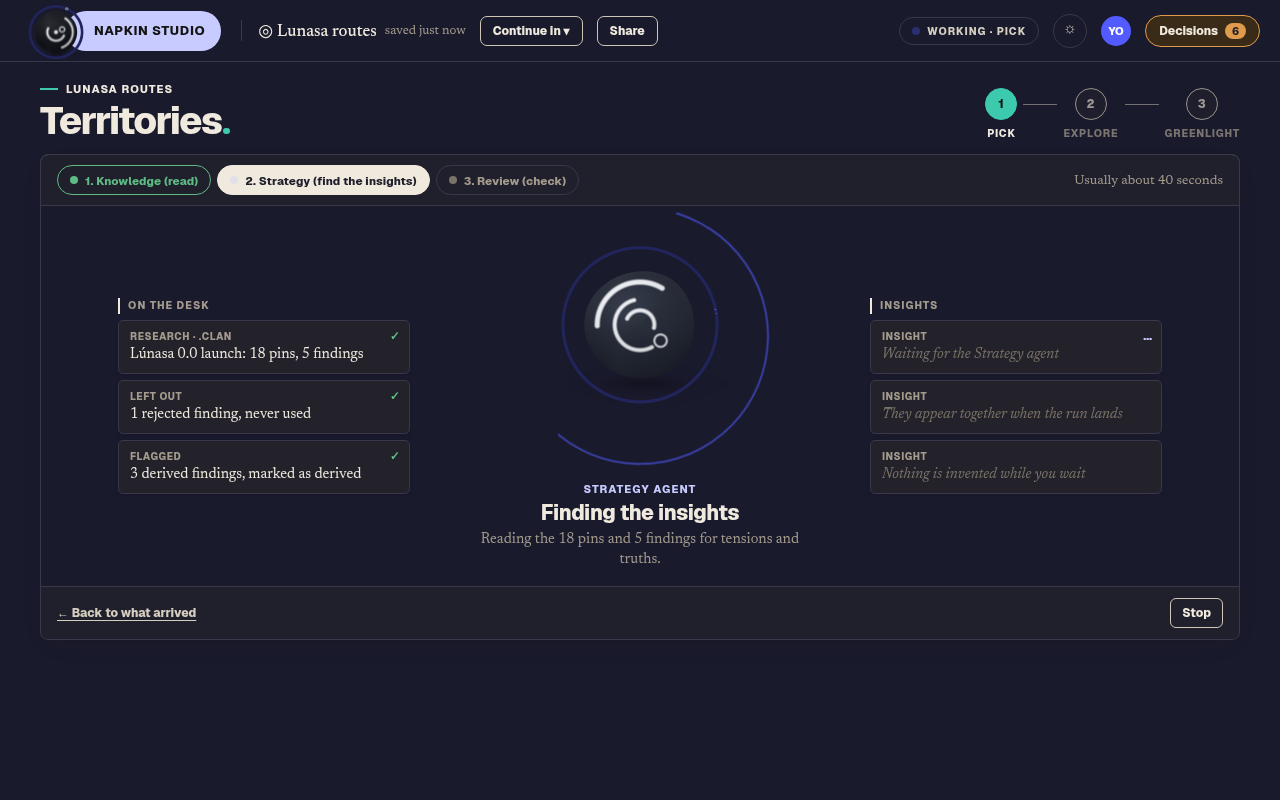 NAPKIN STUDIO
◎ Lunasa routes saved just now
Continue in ▾
Share
WORKING · PICK
YO
Decisions 6
LUNASA ROUTES
Territories.
1 PICK
2 EXPLORE
3 GREENLIGHT
1. Knowledge (read)
2. Strategy (find the insights)
3. Review (check)
Usually about 40 seconds
ON THE DESK
RESEARCH · .CLAN ✓
Lúnasa 0.0 launch: 18 pins, 5 findings
LEFT OUT ✓
1 rejected finding, never used
FLAGGED ✓
3 derived findings, marked as derived
STRATEGY AGENT
Finding the insights
Reading the 18 pins and 5 findings for tensions and
truths.
INSIGHTS
INSIGHT ...
Waiting for the Strategy agent
INSIGHT
They appear together when the run lands
INSIGHT
Nothing is invented while you wait
← Back to what arrived
Stop